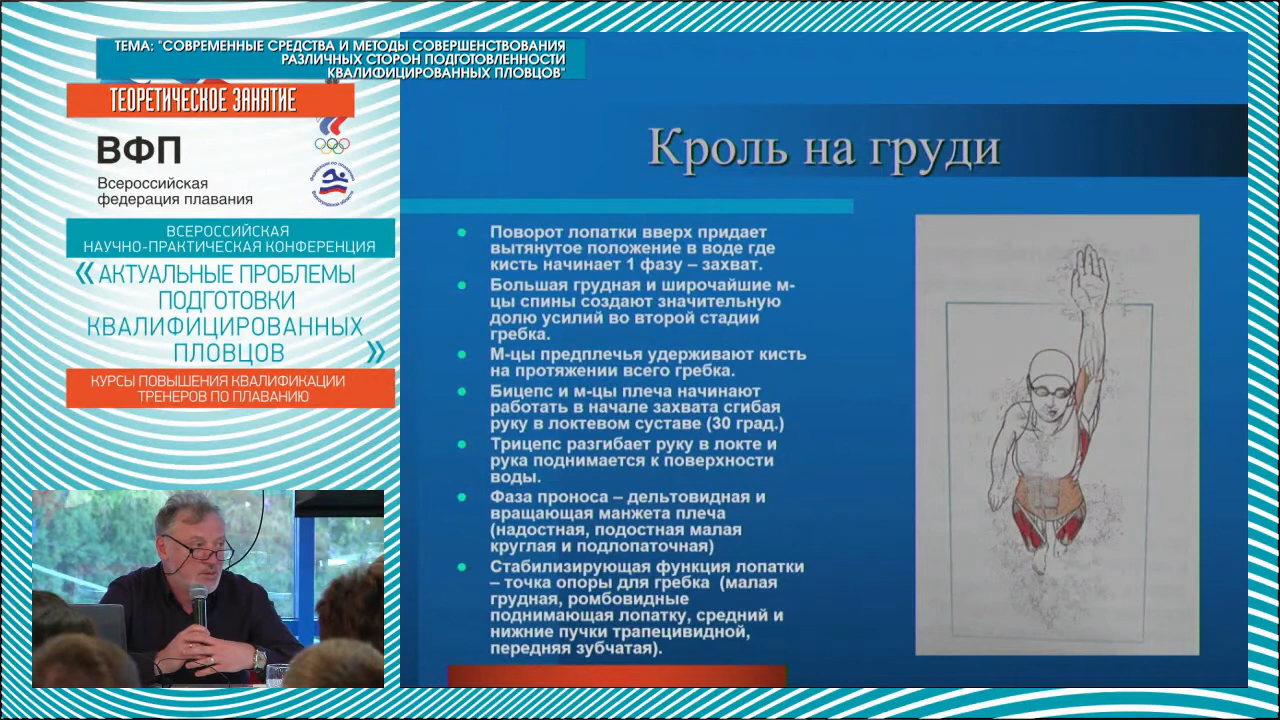 ТЕМА: "СОВРЕМЕННЫЕ СРЕДСТВА И МЕТОДЫ СОВЕРШЕНСТВОВАНИЯ
РАЗЛИЧНЫХ СТОРОН ПОДГОТОВЛЕННОСТИ
КВАЛИФИЦИРОВАННЫХ ПЛОВЦОВ"
ТЕОРЕТИЧЕСКОЕ ЗАНЯТИЕ
ВФП
Всероссийская
федерация плавания
ВСЕРОССИЙСКАЯ
НАУЧНО-ПРАКТИЧЕСКАЯ КОНФЕРЕНЦИЯ
«АКТУАЛЬНЫЕ ПРОБЛЕМЫ
ПОДГОТОВКИ
КВАЛИФИЦИРОВАННЫХ
ПЛОВЦОВ»
КУРСЫ ПОВЫШЕНИЯ КВАЛИФИКАЦИИ
ТРЕНЕРОВ ПО ПЛАВАНИЮ
Кроль на груди
Поворот лопатки вверх придает
вытянутое положение в воде где
кисть начинает 1 фазу – захват.
Большая грудная и широчайшие м-
цы спины создают значительную
долю усилий во второй стадии
гребка.
М-цы предплечья удерживают кисть
на протяжении всего гребка.
Бицепс и м-цы плеча начинают
работать в начале захвата сгибая
руку в локтевом суставе (30 град.)
Трицепс разгибает руку в локте и
рука поднимается к поверхности
воды.
Фаза проноса – дельтовидная и
вращающая манжета плеча
(надостная, подостная малая
круглая и подлопаточная)
Стабилизирующая функция лопатки
– точка опоры для гребка (малая
грудная, ромбовидные
поднимающая лопатку, средний и
нижние пучки трапецивидной,
передняя зубчатая).